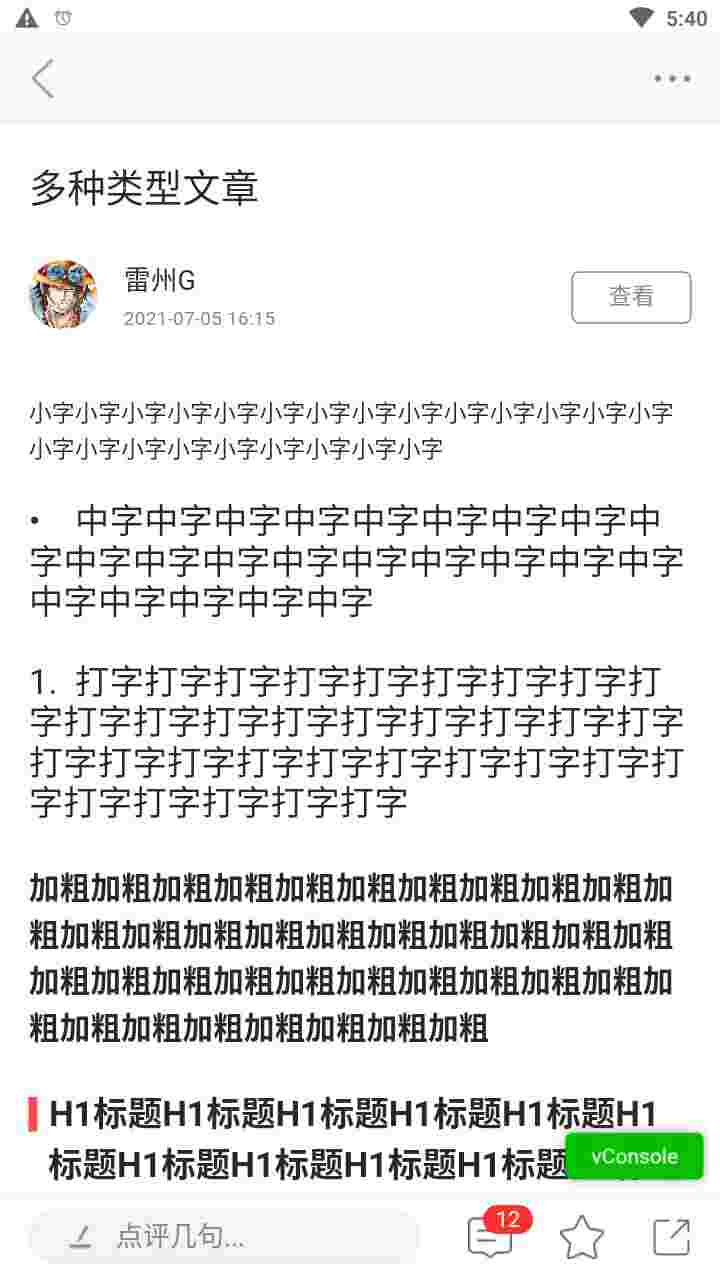 5:40
多种类型文章
雷州G
2021-07-05 16:15
查看
小字小字小字小字小字小字小字小字小字小字小字小字小字小字
小字小字小字小字小字小字小字小字小字
• 中字中字中字中字中字中字中字中字中
字中字中字中字中字中字中字中字中字中字
中字中字中字中字中字
1. 打字打字打字打字打字打字打字打字打
字打字打字打字打字打字打字打字打字打字
打字打字打字打字打字打字打字打字打字打
字打字打字打字打字打字
加粗加粗加粗加粗加粗加粗加粗加粗加粗加粗加
粗加粗加粗加粗加粗加粗加粗加粗加粗加粗加粗
加粗加粗加粗加粗加粗加粗加粗加粗加粗加粗加
粗加粗加粗加粗加粗加粗加粗加粗
H1标题H1标题H1标题H1标题H1标题H1
标题H1标题H1标题H1标题H1标题
vConsole
点评几句...
12